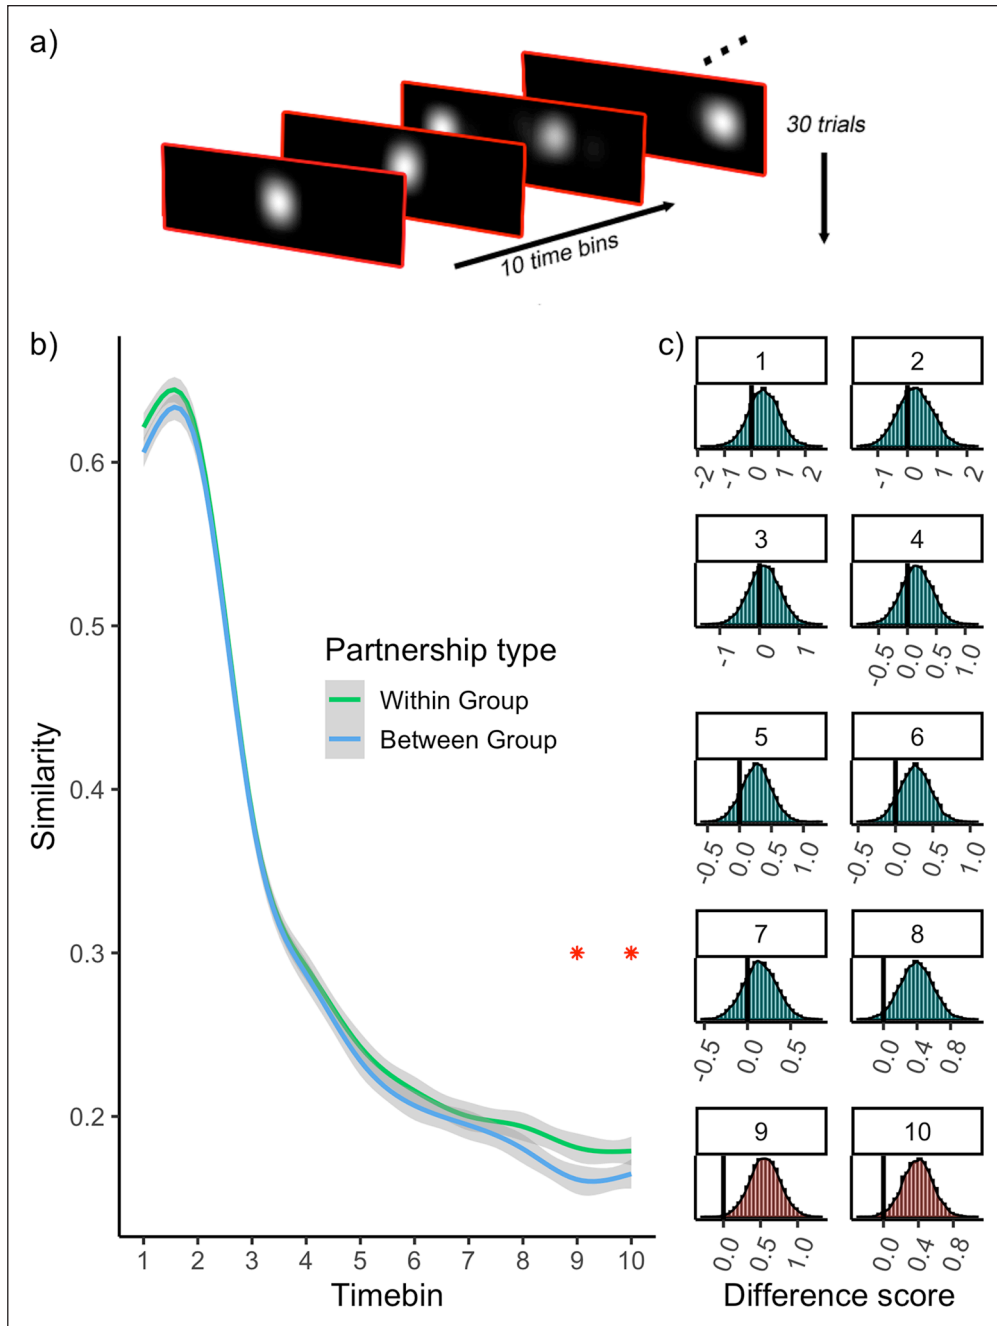 a)
30 trials
10 time bins
b)
0.6
0.5
0.4
0.3
0.2
Similarity
Partnership type
Within Group
Between Group
* *
1 2 3 4 5 6 7 8 9 10
Timebin
c)
1 2
-2 -1 0 1 2 -1 0 1 2
3 4
-1 0 1 -0.5 0.0 0.5 1.0
5 6
-0.5 0.0 0.5 1.0 -0.5 0.0 0.5 1.0
7 8
-0.5 0.0 0.5 0.0 0.4 0.8
9 10
0.0 0.5 1.0 0.0 0.4 0.8
Difference score